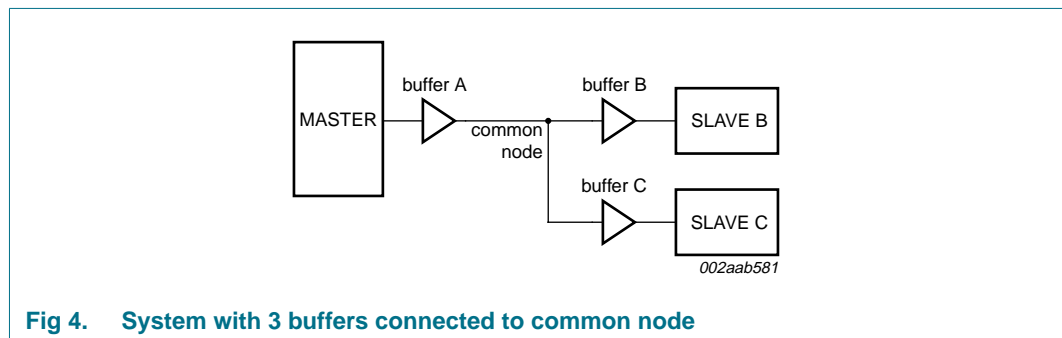 buffer A
buffer B
MASTER
SLAVE B
common
node
buffer C
SLAVE C
002aab581
Fig 4. System with 3 buffers connected to common node